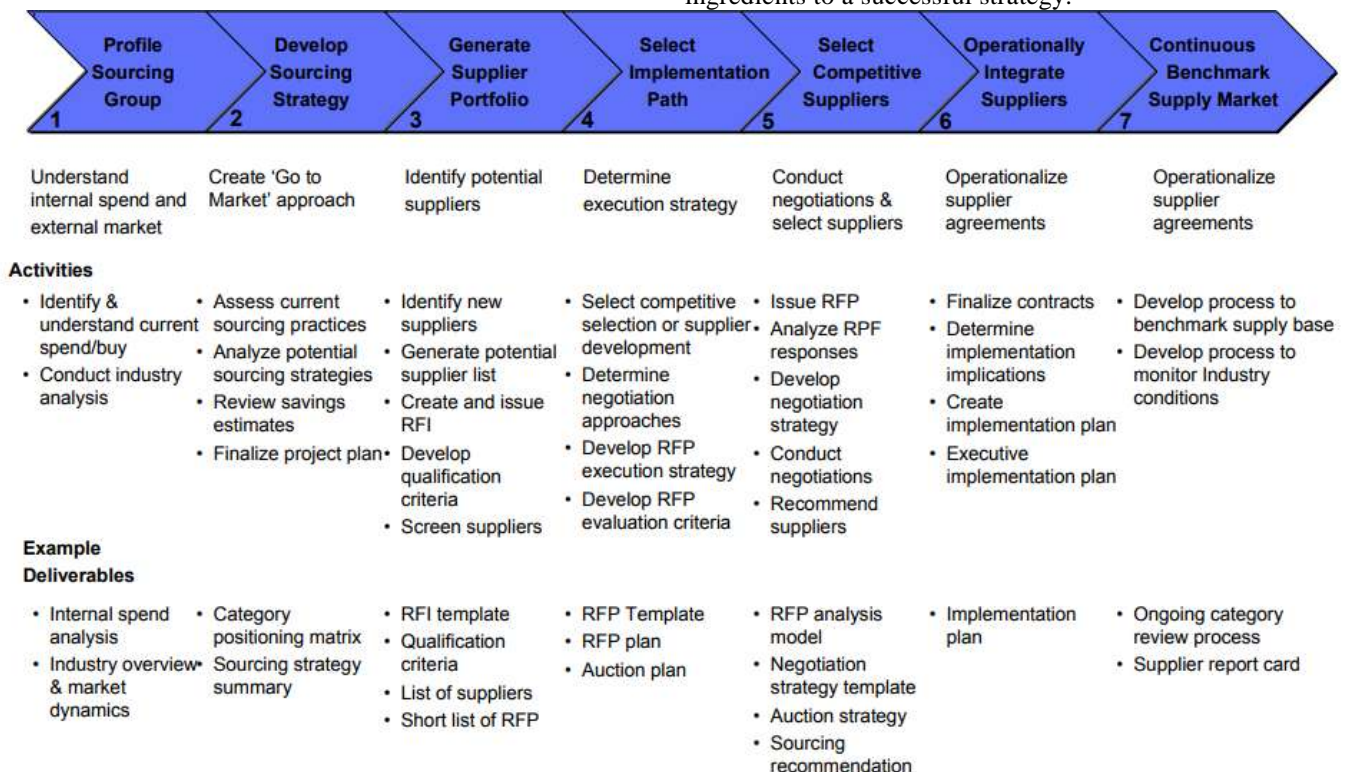 ingredients to a successful strategy.
Profile
Sourcing
Group
1
Develop
Sourcing
Strategy
2
Generate
Supplier
Portfolio
3
Select
Implementation
Path
4
Select
Competitive
Suppliers
5
Operationally
Integrate
Suppliers
6
Continuous
Benchmark
Supply Market
7
Understand
internal spend and
external market
Create ‘Go to
Market’ approach
Identify potential
suppliers
Determine
execution strategy
Conduct
negotiations &
select suppliers
Operationalize
supplier
agreements
Operationalize
supplier
agreements
Activities
• Identify &
understand current
spend/buy
• Conduct industry
analysis
• Assess current
sourcing practices
• Analyze potential
sourcing strategies
• Review savings
estimates
• Finalize project plan
• Identify new
suppliers
• Generate potential
supplier list
• Create and issue
RFI
• Develop
qualification
criteria
• Screen suppliers
• Select competitive
selection or supplier
development
• Determine
negotiation
approaches
• Develop RFP
execution strategy
• Develop RFP
evaluation criteria
• Issue RFP
• Analyze RPF
responses
• Develop
negotiation
strategy
• Conduct
negotiations
• Recommend
suppliers
• Finalize contracts
• Determine
implementation
implications
• Create
implementation plan
• Executive
implementation plan
• Develop process to
benchmark supply base
• Develop process to
monitor Industry
conditions
Example
Deliverables
• Internal spend
analysis
• Industry overview
& market
dynamics
• Category
positioning matrix
• Sourcing strategy
summary
• RFI template
• Qualification
criteria
• List of suppliers
• Short list of RFP
• RFP Template
• RFP plan
• Auction plan
• RFP analysis
model
• Negotiation
strategy template
• Auction strategy
• Sourcing
recommendation
• Implementation
plan
• Ongoing category
review process
• Supplier report card